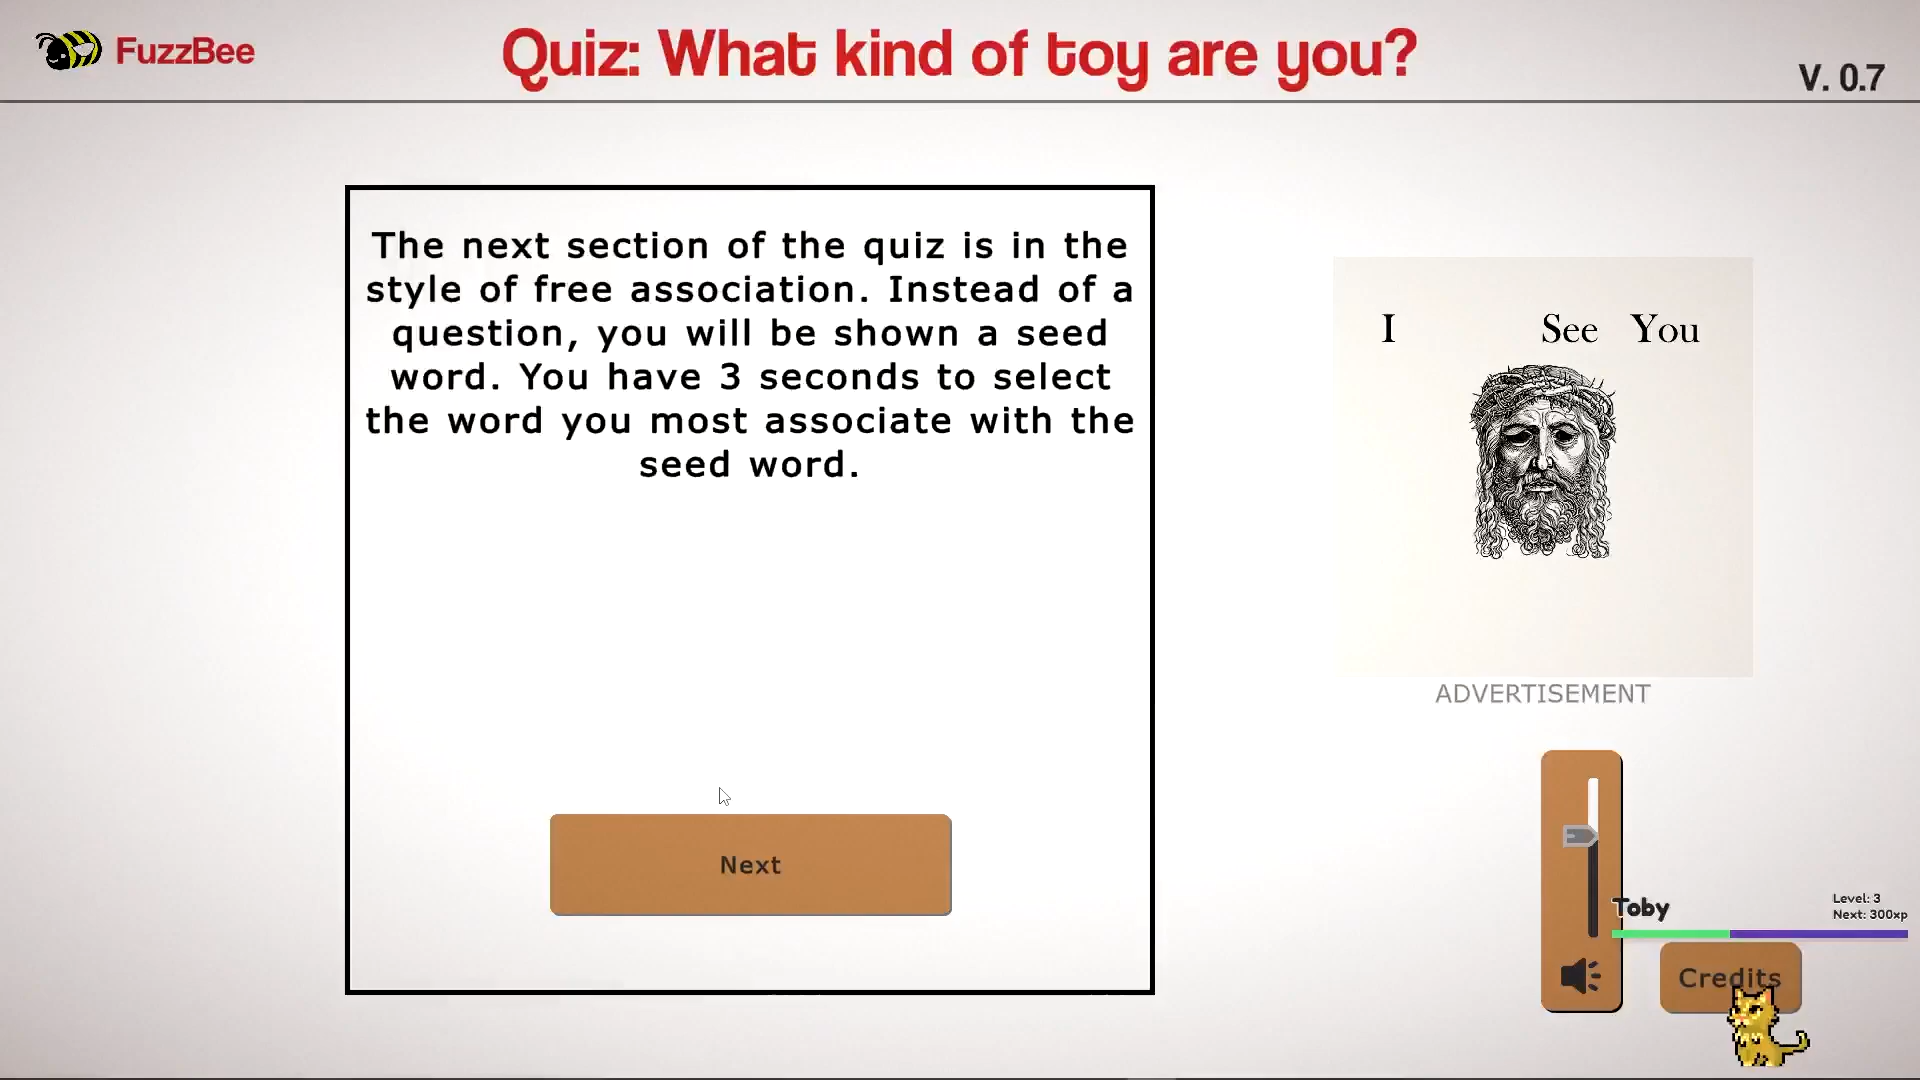 FuzzBee
Quiz: What kind of toy are you?
V. 0.7
The next section of the quiz is in the
style of free association. Instead of a
question, you will be shown a seed
word. You have 3 seconds to select
the word you most associate with the
seed word.
Next
I See You
ADVERTISEMENT
Toby
Level: 3
Next: 300xp
Credits